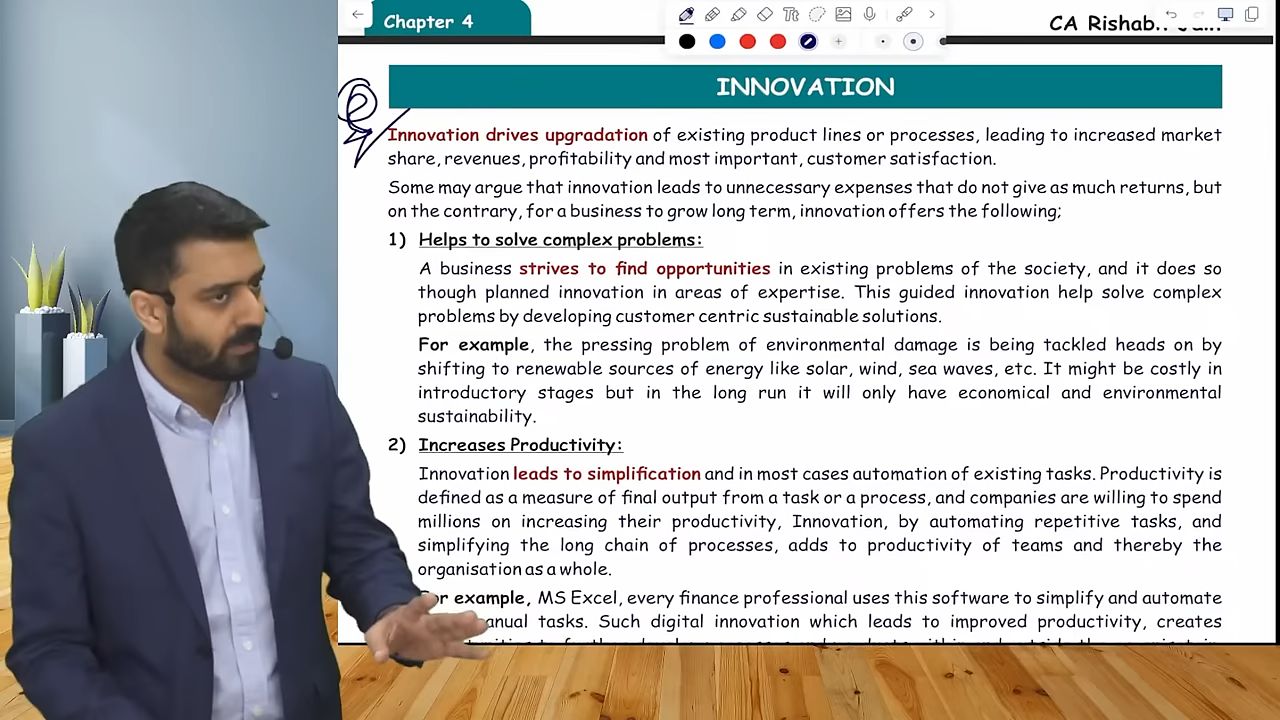 Chapter 4
CA Rishabh Jain
INNOVATION
Innovation drives upgradation of existing product lines or processes, leading to increased market
share, revenues, profitability and most important, customer satisfaction.
Some may argue that innovation leads to unnecessary expenses that do not give as much returns, but
on the contrary, for a business to grow long term, innovation offers the following;
1) Helps to solve complex problems:
A business strives to find opportunities in existing problems of the society, and it does so
though planned innovation in areas of expertise. This guided innovation help solve complex
problems by developing customer centric sustainable solutions.
For example, the pressing problem of environmental damage is being tackled heads on by
shifting to renewable sources of energy like solar, wind, sea waves, etc. It might be costly in
introductory stages but in the long run it will only have economical and environmental
sustainability.
2) Increases Productivity:
Innovation leads to simplification and in most cases automation of existing tasks. Productivity is
defined as a measure of final output from a task or a process, and companies are willing to spend
millions on increasing their productivity, Innovation, by automating repetitive tasks, and
simplifying the long chain of processes, adds to productivity of teams and thereby the
organisation as a whole.
For example, MS Excel, every finance professional uses this software to simplify and automate
tasks. Such digital innovation which leads to improved productivity, creates